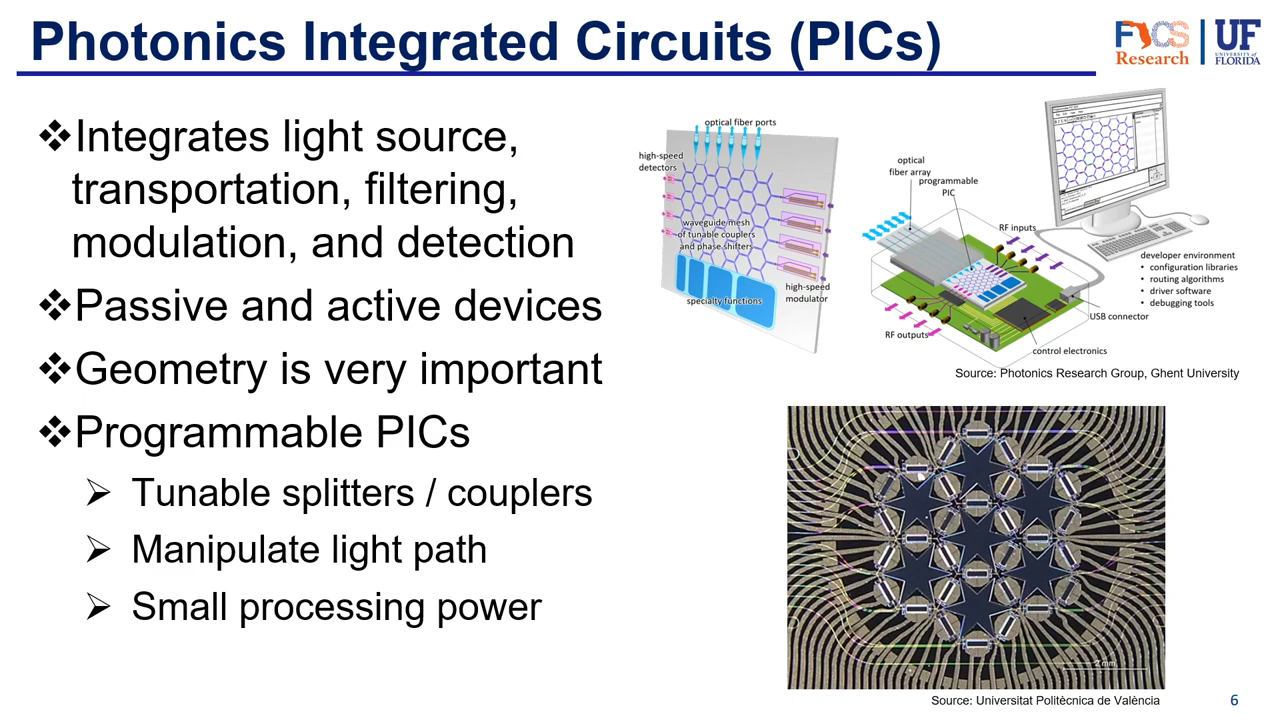 Photonics Integrated Circuits (PICs)
FICS
Research
UF
UNIVERSITY of
FLORIDA
❖Integrates light source,
transportation, filtering,
modulation, and detection
❖Passive and active devices
❖Geometry is very important
❖Programmable PICs
➢ Tunable splitters / couplers
➢ Manipulate light path
➢ Small processing power
optical fiber ports
high-speed
detectors
waveguide mesh
of tunable couplers
and phase shifters
specialty functions
high-speed
modulator
optical
fiber array
programmable
PIC
RF inputs
developer environment
• configuration libraries
• routing algorithms
• driver software
• debugging tools
USB connector
RF outputs
control electronics
Source: Photonics Research Group, Ghent University
2 mm
Source: Universitat Politècnica de València
6